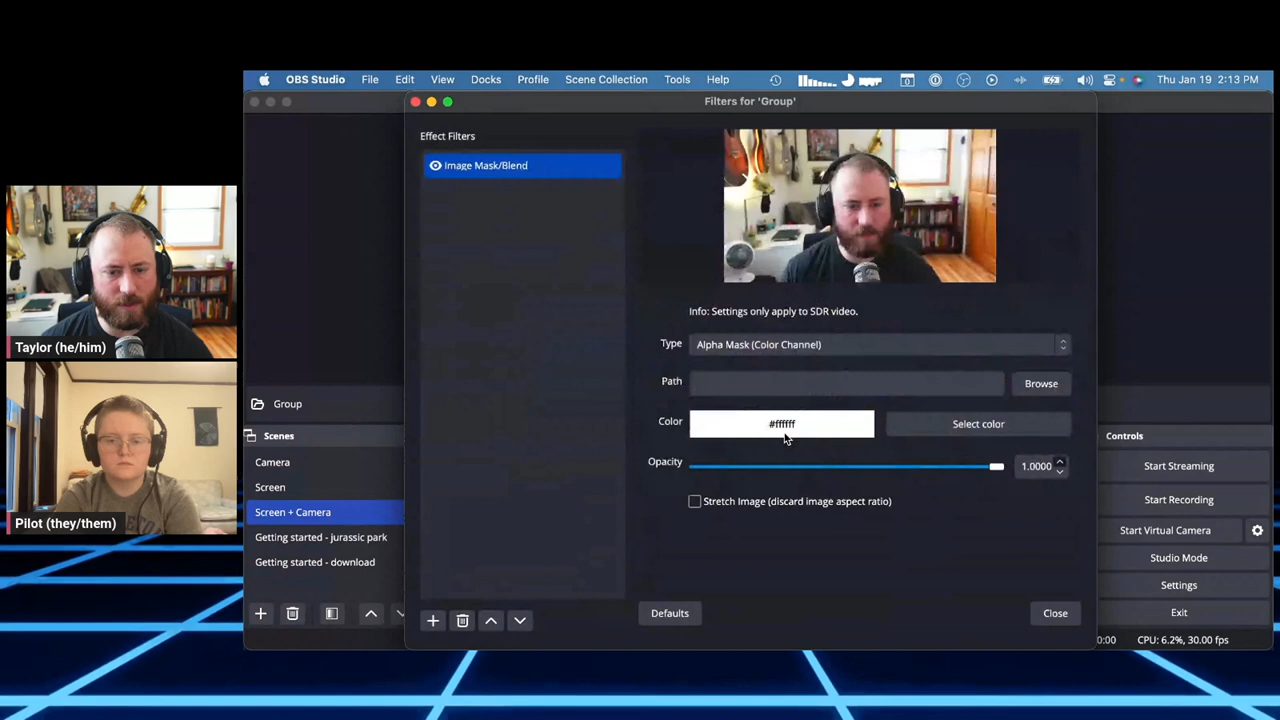 OBS Studio File Edit View Docks Profile Scene Collection Tools Help Thu Jan 19 2:13 PM
Filters for 'Group'
Effect Filters
Image Mask/Blend
Info: Settings only apply to SDR video.
Type Alpha Mask (Color Channel)
Path Browse
Color #ffffff Select color
Opacity 1.0000
Stretch Image (discard image aspect ratio)
Defaults Close
Taylor (he/him)
Pilot (they/them)
Group
Scenes
Camera
Screen
Screen + Camera
Getting started - jurassic park
Getting started - download
Controls
Start Streaming
Start Recording
Start Virtual Camera
Studio Mode
Settings
Exit
0:00 CPU: 6.2%, 30.00 fps